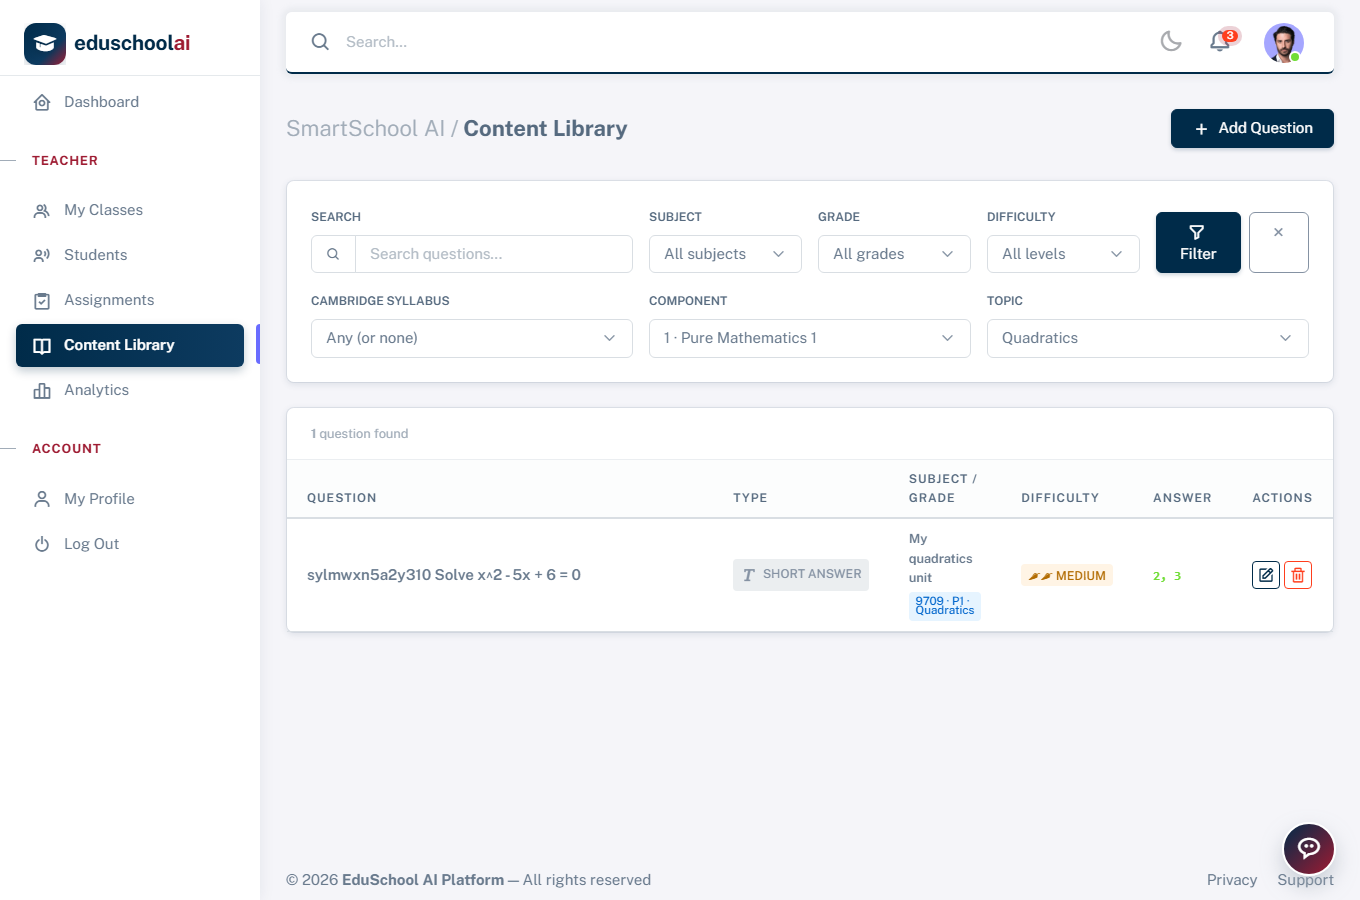 eduschoolai
Search...
3
Dashboard
TEACHER
My Classes
Students
Assignments
Content Library
Analytics
ACCOUNT
My Profile
Log Out
SmartSchool AI / Content Library
+ Add Question
SEARCH
Search questions...
SUBJECT
All subjects
GRADE
All grades
DIFFICULTY
All levels
Filter
CAMBRIDGE SYLLABUS
Any (or none)
COMPONENT
1 · Pure Mathematics 1
TOPIC
Quadratics
1 question found
QUESTION
TYPE
SUBJECT /
GRADE
DIFFICULTY
ANSWER
ACTIONS
sylmwxn5a2y310 Solve x^2 - 5x + 6 = 0
SHORT ANSWER
My
quadratics
unit
9709 · P1 ·
Quadratics
MEDIUM
2, 3
© 2026 EduSchool AI Platform — All rights reserved
Privacy
Support